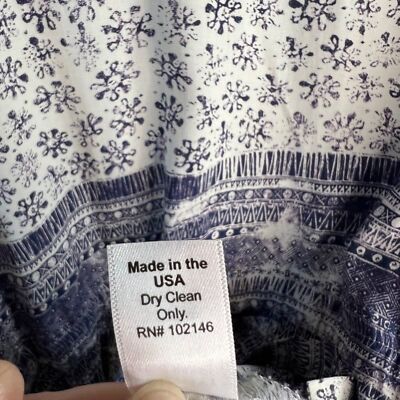 Made in the
USA
Dry Clean
Only.
RN# 102146